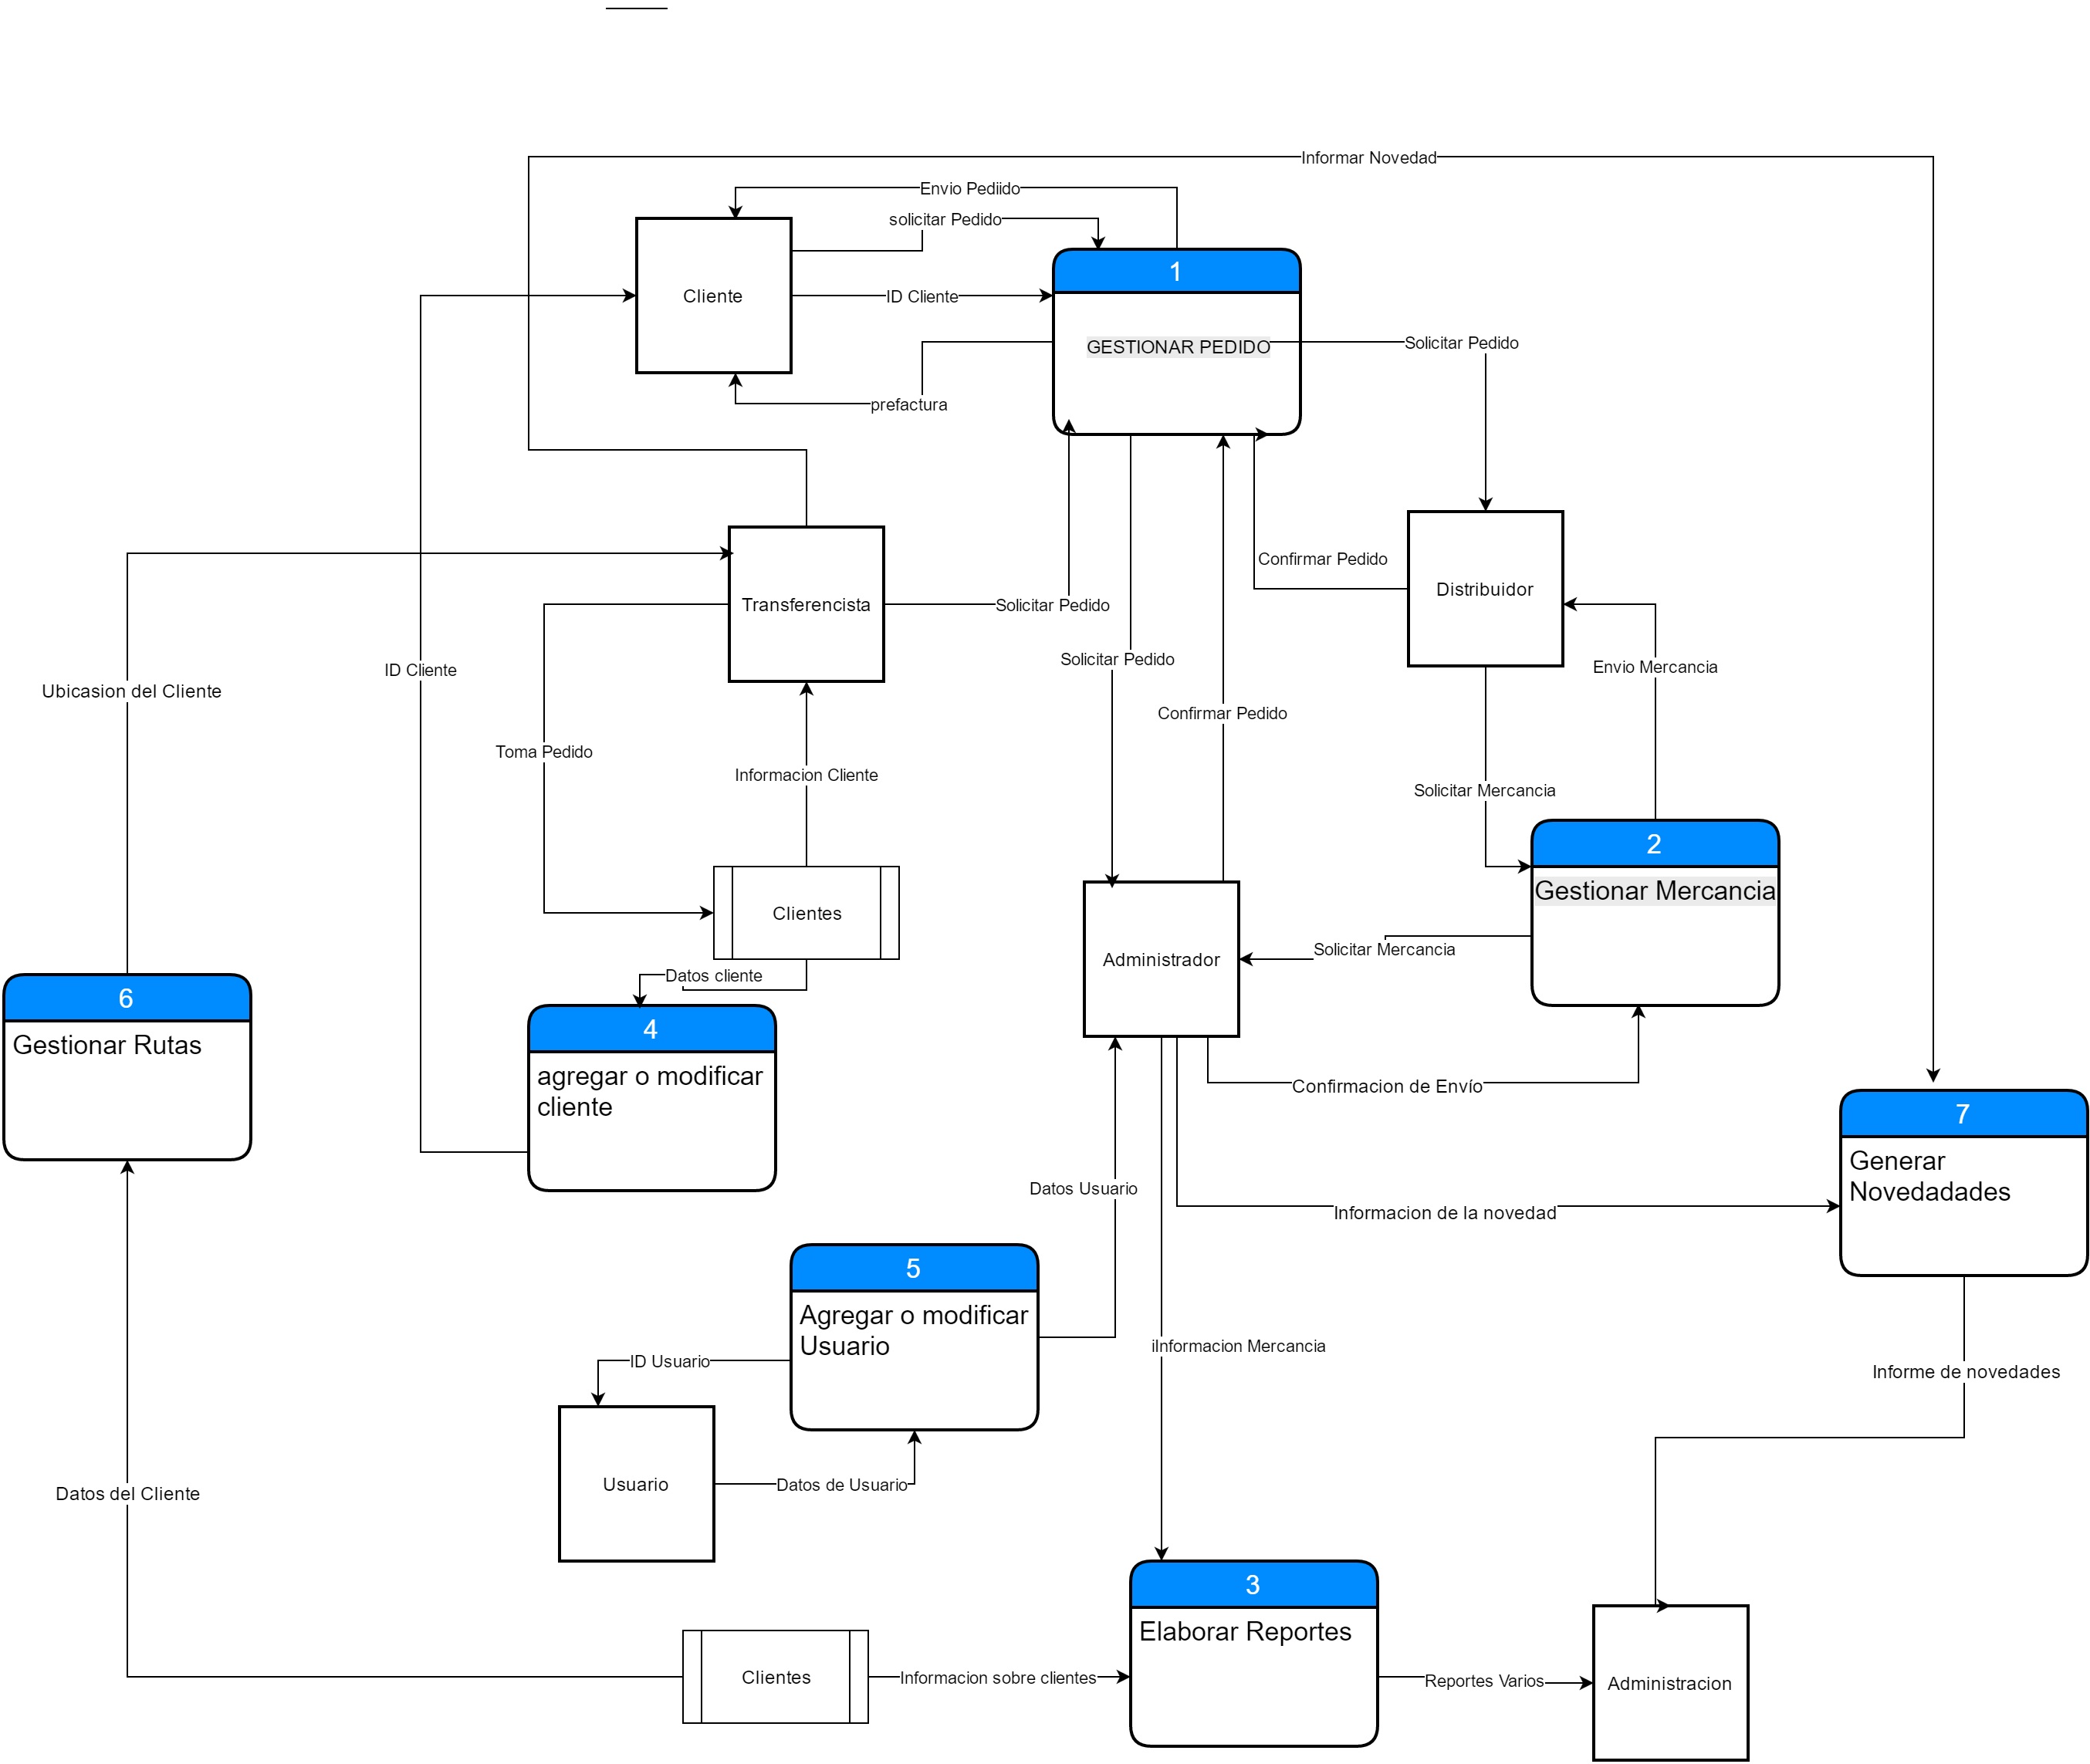 Informar Novedad
Envio Pediido
solicitar Pedido
1
Cliente
ID Cliente
GESTIONAR PEDIDO
Solicitar Pedido
prefactura
Confirmar Pedido
Distribuidor
Transferencista
Solicitar Pedido
Solicitar Pedido
Envio Mercancia
ID Cliente
Ubicasion del Cliente
Confirmar Pedido
Toma Pedido
Informacion Cliente
Solicitar Mercancia
2
Gestionar Mercancia
Clientes
Solicitar Mercancia
Administrador
Datos cliente
6
Gestionar Rutas
4
agregar o modificar
cliente
Confirmacion de Envío
7
Generar
Novedadades
Datos Usuario
Informacion de la novedad
5
Agregar o modificar
Usuario
iInformacion Mercancia
ID Usuario
Informe de novedades
Usuario
Datos de Usuario
Datos del Cliente
3
Elaborar Reportes
Clientes
Informacion sobre clientes
Reportes Varios
Administracion